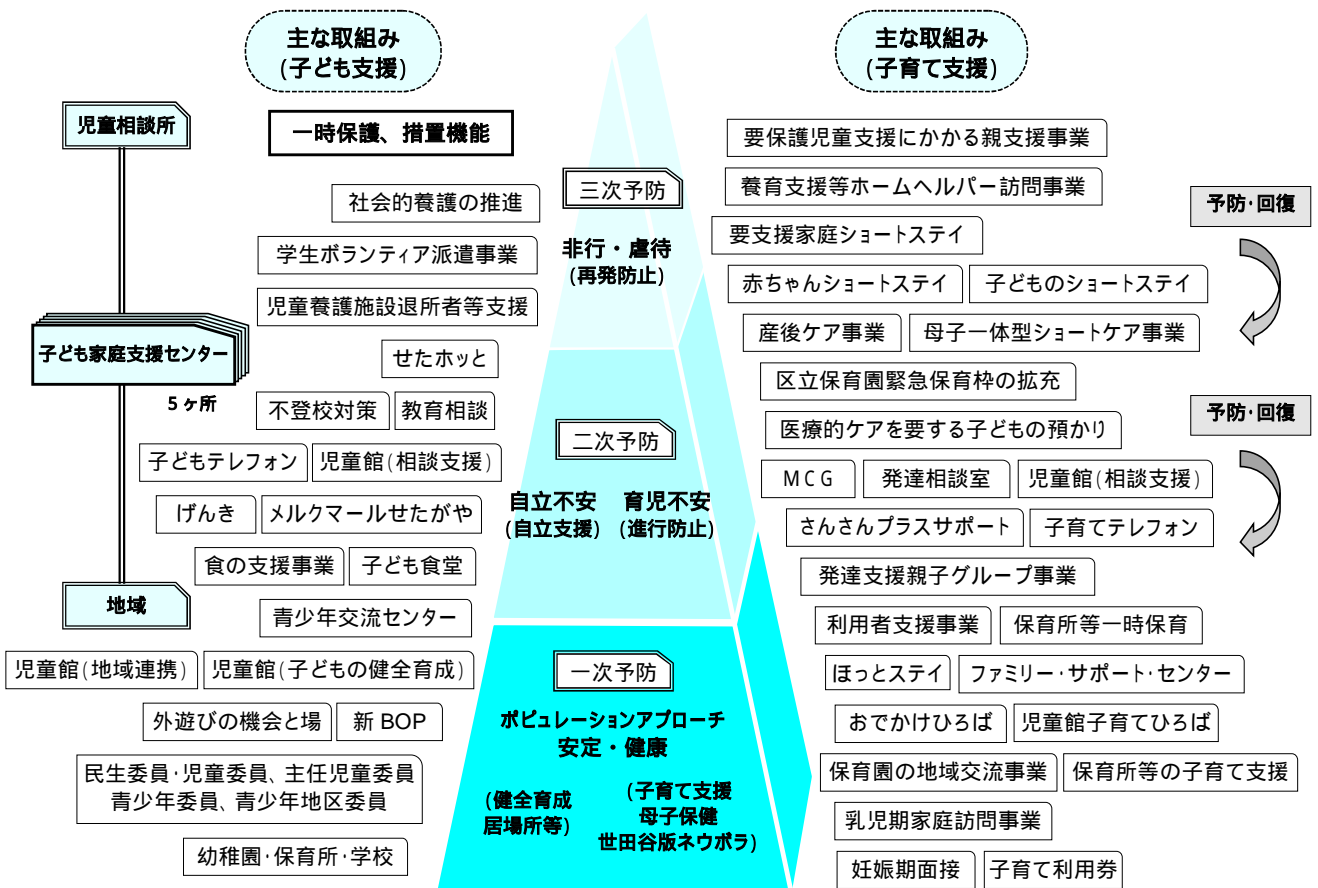 主な取組み
(子ども支援)
主な取組み
(子育て支援)
児童相談所
一時保護、措置機能
社会的養護の推進
学生ボランティア派遣事業
児童養護施設退所者等支援
子ども家庭支援センター
5ヶ所
せたホッと
不登校対策
教育相談
子どもテレフォン
児童館(相談支援)
げんき
メルクマールせたがや
食の支援事業
子ども食堂
地域
青少年交流センター
児童館(地域連携)
児童館(子どもの健全育成)
外遊びの機会と場
新 BOP
民生委員・児童委員、主任児童委員
青少年委員、青少年地区委員
幼稚園・保育所・学校
三次予防
非行・虐待
(再発防止)
二次予防
自立不安
(自立支援)
育児不安
(進行防止)
一次予防
ポピュレーションアプローチ
安定・健康
(健全育成
居場所等)
(子育て支援
母子保健
世田谷版ネウボラ)
要保護児童支援にかかる親支援事業
養育支援等ホームヘルパー訪問事業
要支援家庭ショートステイ
赤ちゃんショートステイ
子どものショートステイ
産後ケア事業
母子一体型ショートケア事業
区立保育園緊急保育枠の拡充
医療的ケアを要する子どもの預かり
MCG
発達相談室
児童館(相談支援)
さんさんプラスサポート
子育てテレフォン
発達支援親子グループ事業
利用者支援事業
保育所等一時保育
ほっとステイ
ファミリー・サポート・センター
おでかけひろば
児童館子育てひろば
保育園の地域交流事業
保育所等の子育て支援
乳児期家庭訪問事業
妊娠期面接
子育て利用券
予防・回復
予防・回復